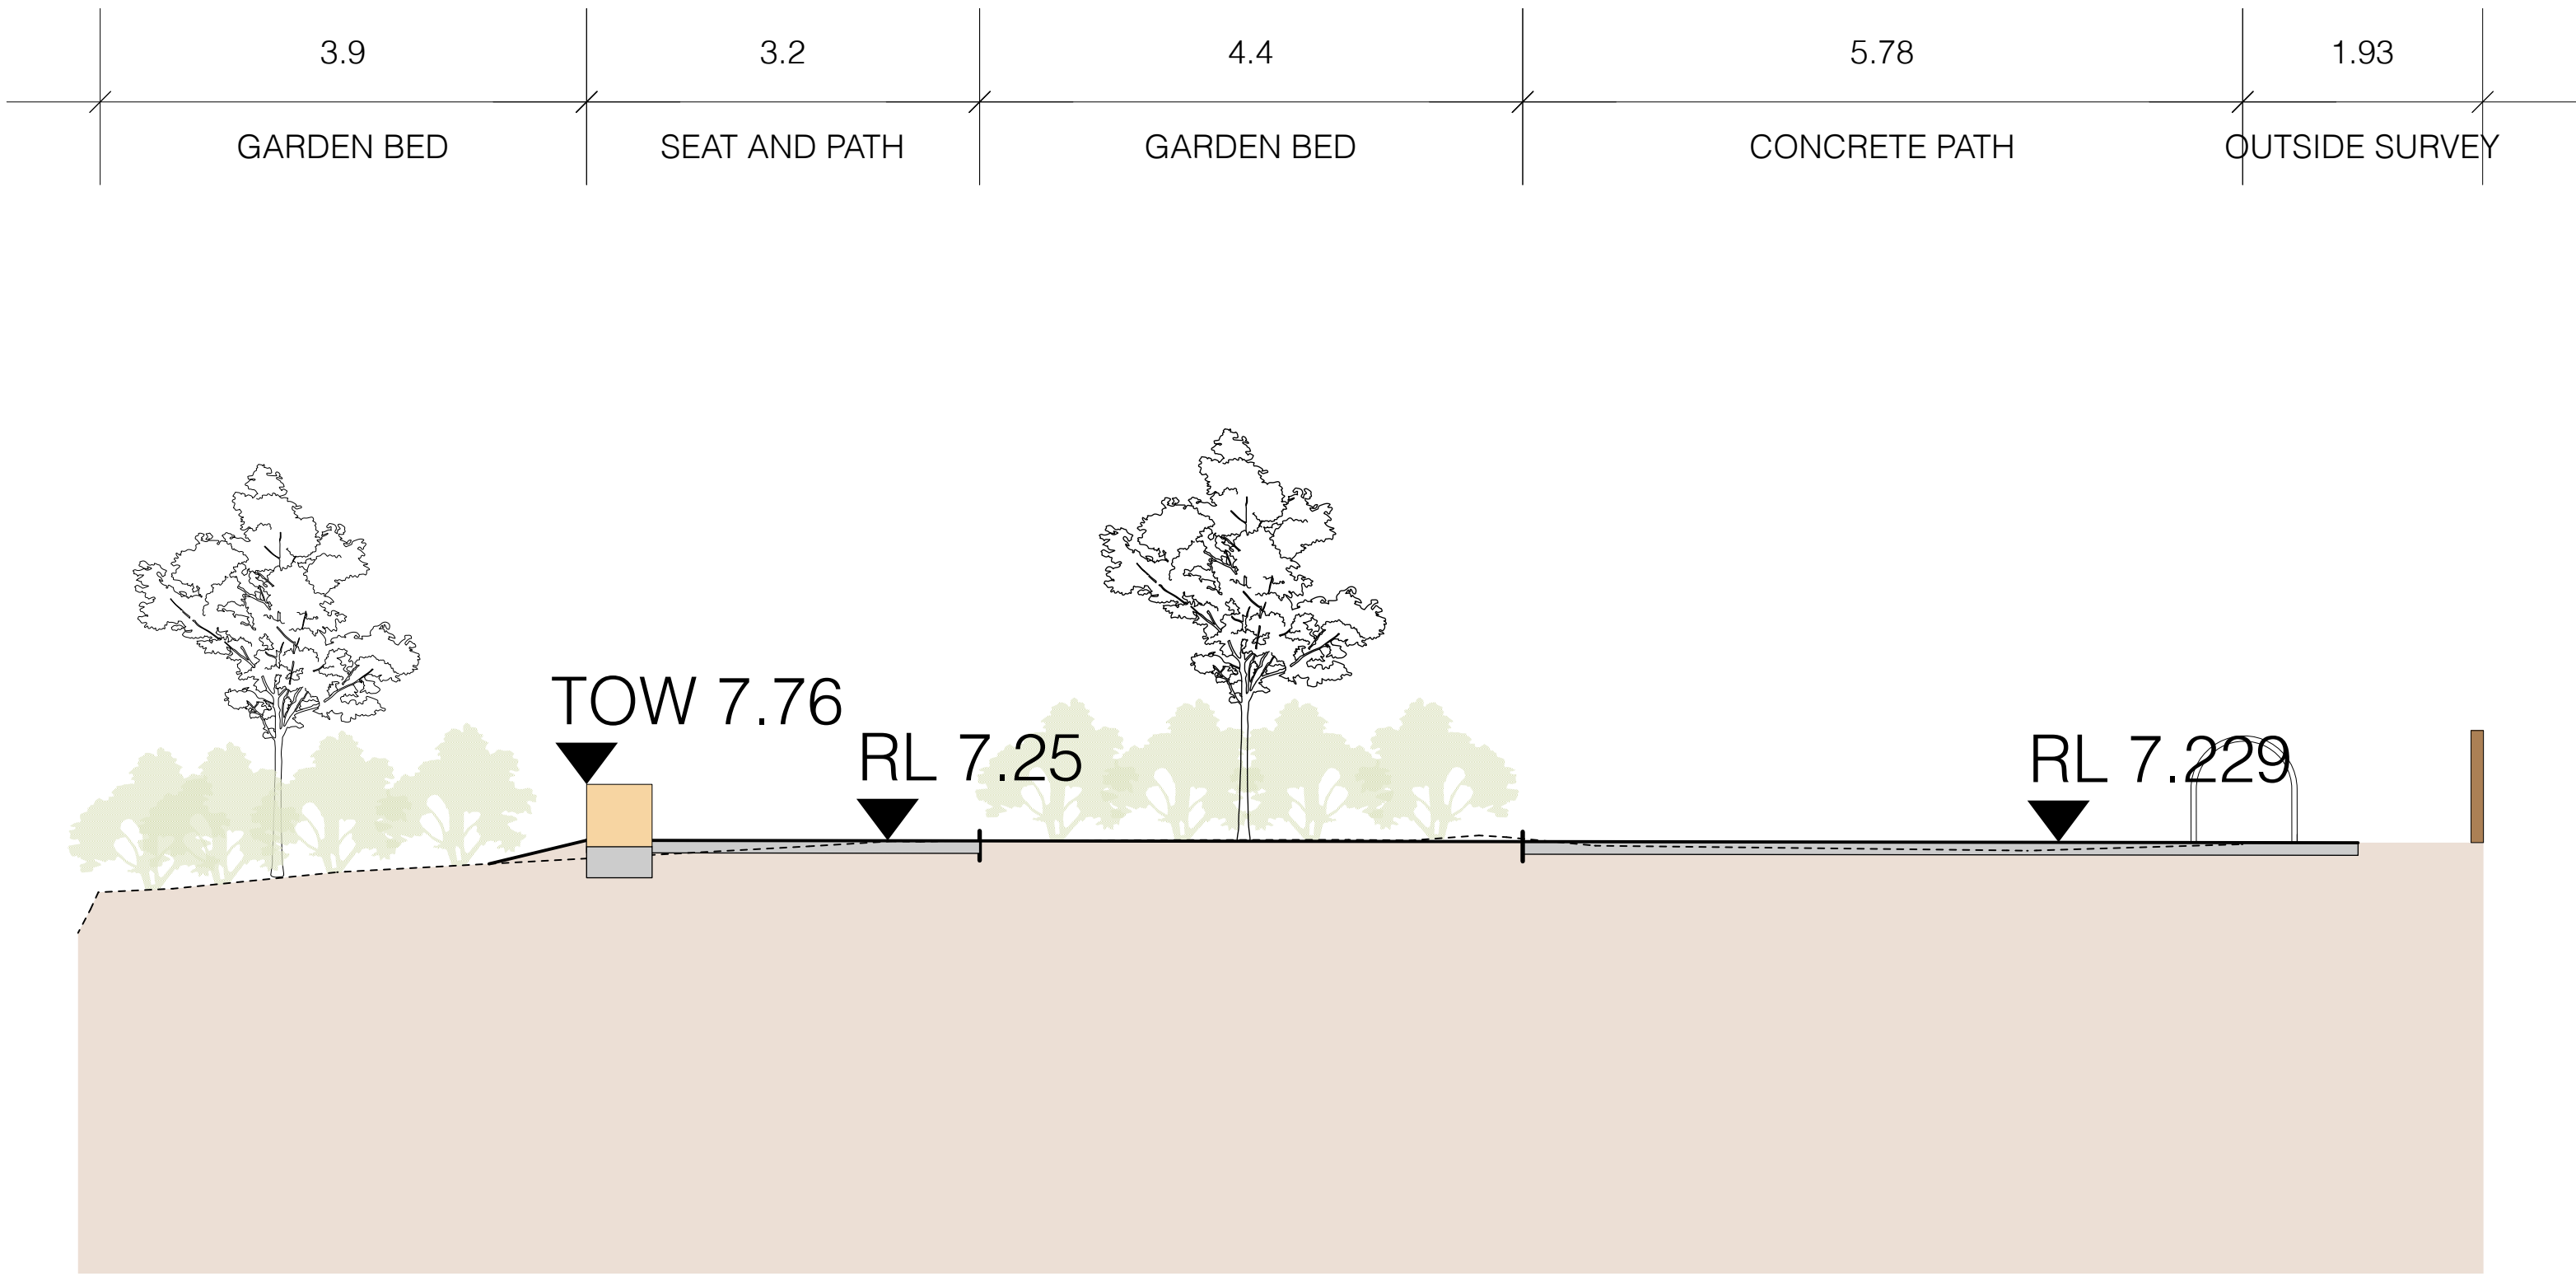 3.9 3.2 4.4 5.78 1.93
GARDEN BED SEAT AND PATH GARDEN BED CONCRETE PATH OUTSIDE SURVEY
TOW 7.76
RL 7.25
RL 7.229